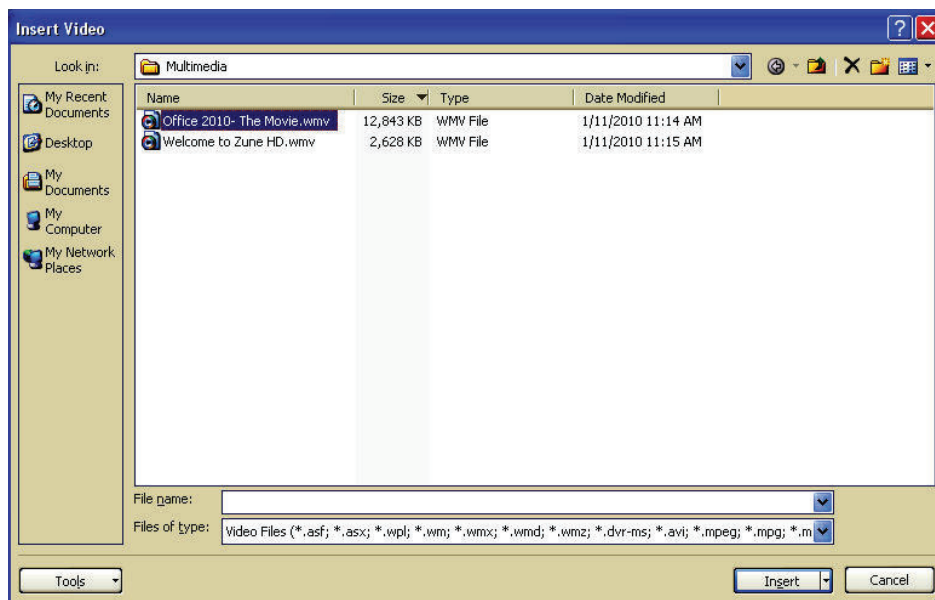 Insert Video
Look in: Multimedia
My Recent
Documents
Desktop
My
Documents
My
Computer
My Network
Places
Name Size Type Date Modified
Office 2010- The Movie.wmv 12,843 KB WMV File 1/11/2010 11:14 AM
Welcome to Zune HD.wmv 2,628 KB WMV File 1/11/2010 11:15 AM
File name:
Files of type: Video Files (*.asf; *.asx; *.wpl; *.wm; *.wmx; *.wmd; *.wmz; *.dvr-ms; *.avi; *.mpeg; *.mpg; *.m
Tools Insert Cancel